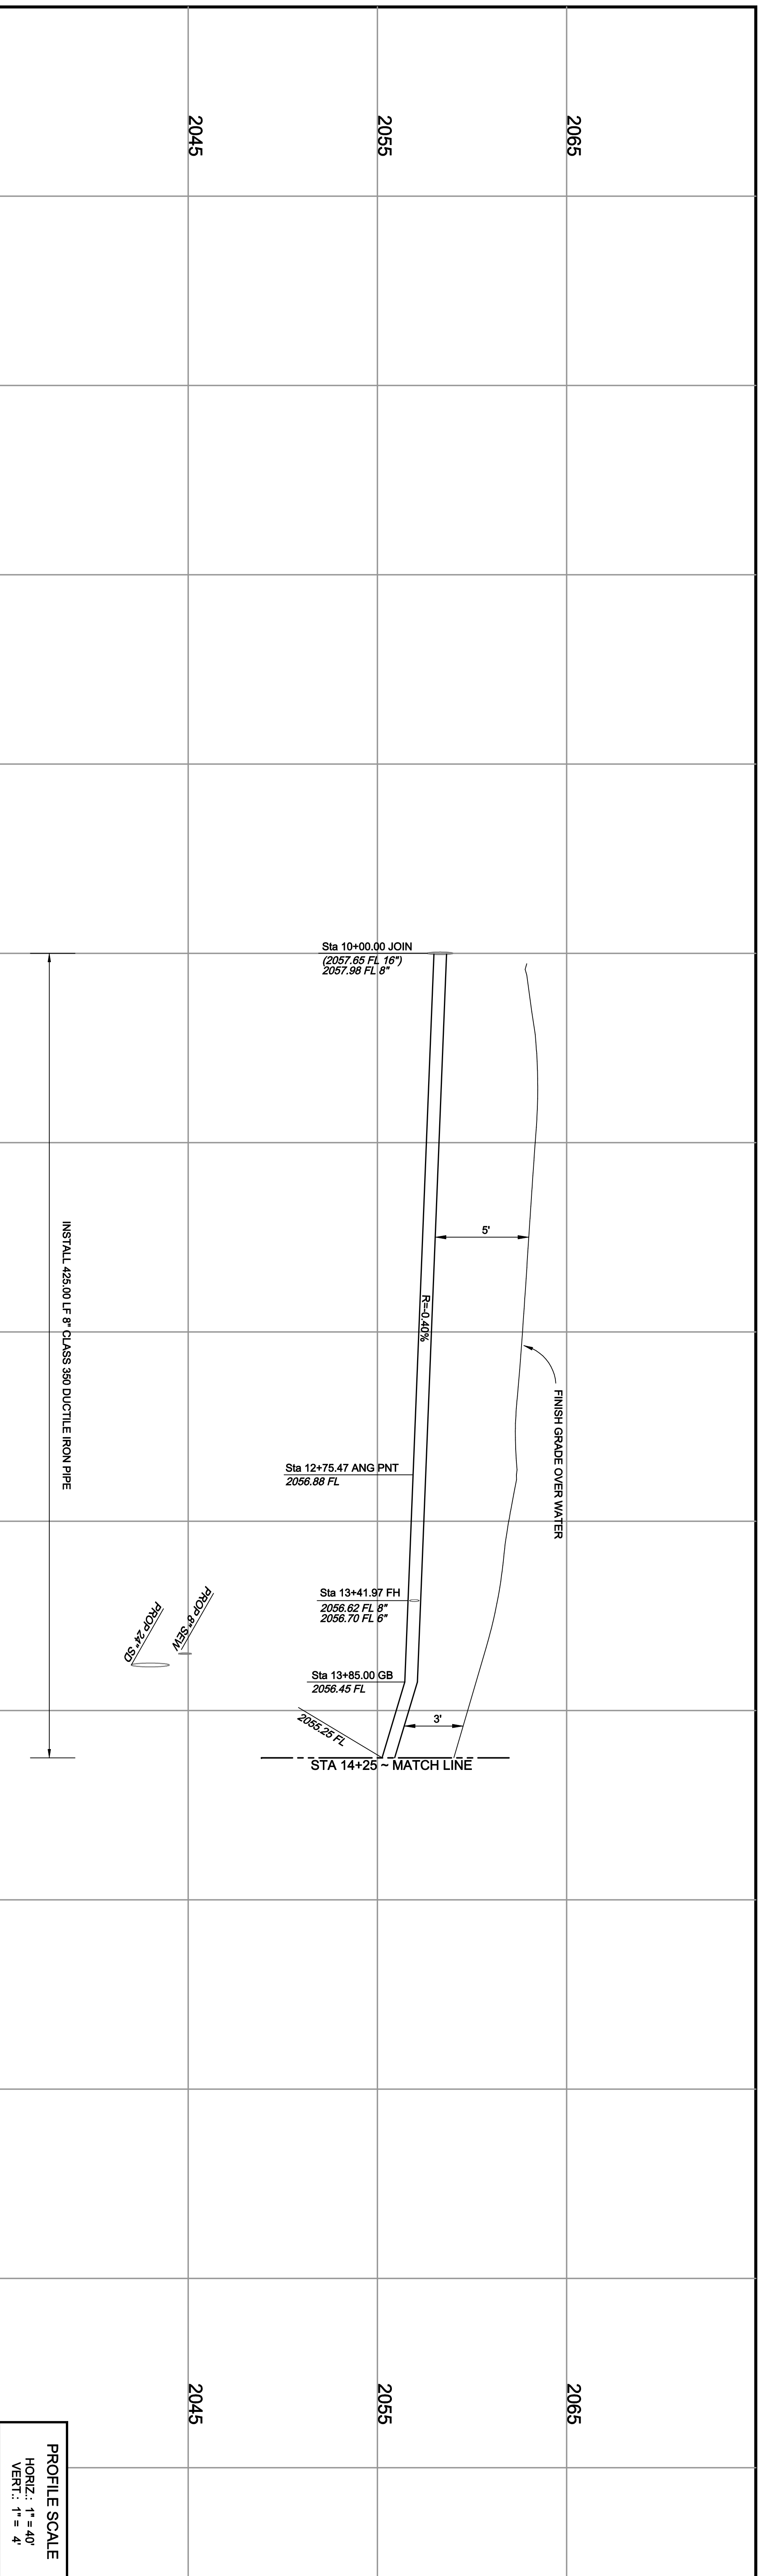 2065
2055
2045
Sta 10+00.00 JOIN
(2057.65 FL 16")
2057.98 FL 8"
5'
R=-0.40%
FINISH GRADE OVER WATER
INSTALL 425.00 LF 8" CLASS 350 DUCTILE IRON PIPE
Sta 12+75.47 ANG PNT
2056.88 FL
Sta 13+41.97 FH
2056.62 FL 8"
2056.70 FL 6"
PROP 8" SEW
PROP 24" SD
Sta 13+85.00 GB
2056.45 FL
3'
2055.25 FL
STA 14+25 ~ MATCH LINE
2065
2055
2045
PROFILE SCALE
HORIZ.: 1" = 40'
VERT.: 1" = 4'